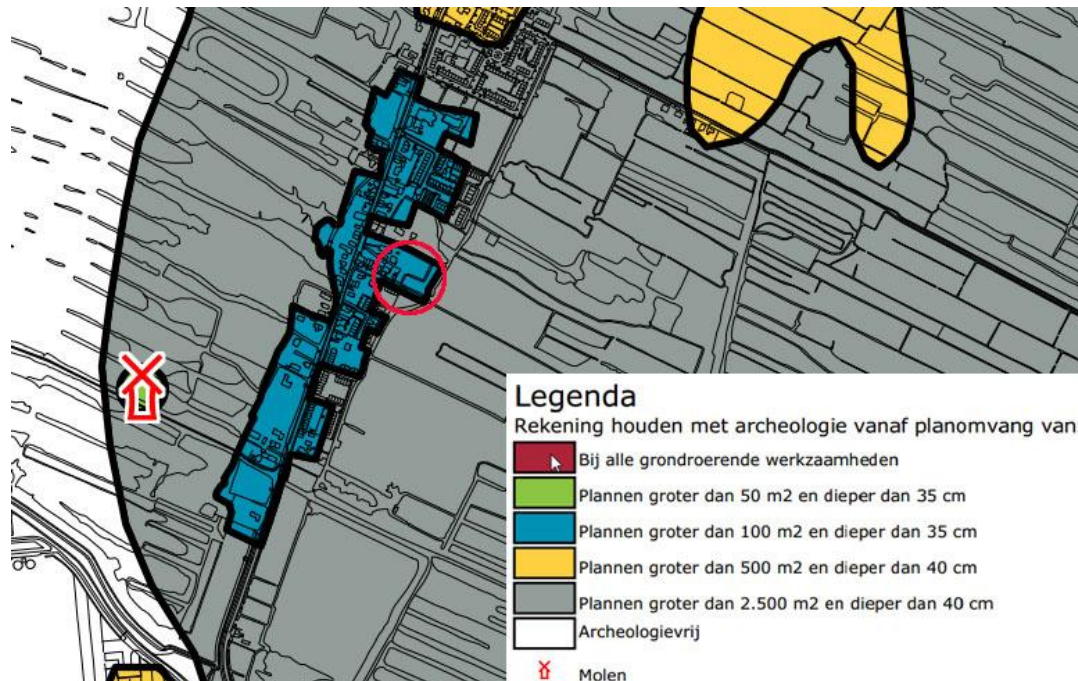 Legenda
Rekening houden met archeologie vanaf planomvang van
Bij alle grondroerende werkzaamheden
Plannen groter dan 50 m2 en dieper dan 35 cm
Plannen groter dan 100 m2 en dieper dan 35 cm
Plannen groter dan 500 m2 en dieper dan 40 cm
Plannen groter dan 2.500 m2 en dieper dan 40 cm
Archeologievrij
Molen